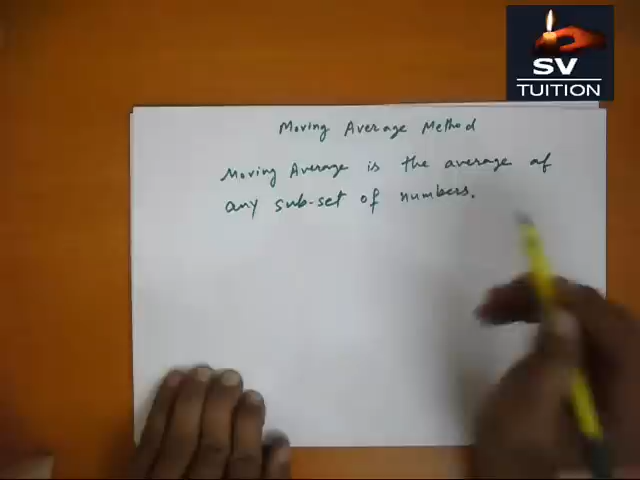 SV
TUITION
Moving Average Method
Moving Average is the average of
any sub-set of numbers.